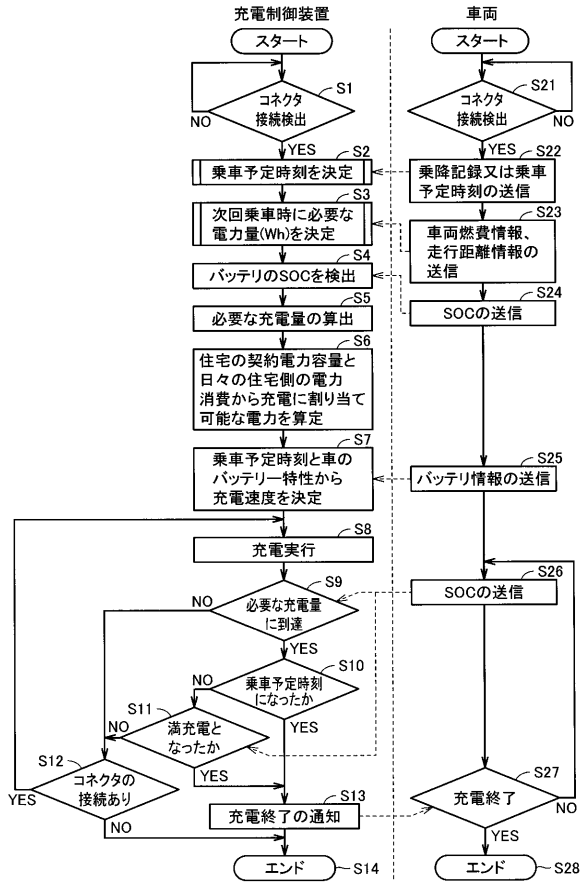 充電制御装置
スタート
コネクタ
接続検出
S1
NO
YES
S2
乗車予定時刻を決定
S3
次回乗車時に必要な
電力量(Wh)を決定
S4
バッテリのSOCを検出
S5
必要な充電量の算出
S6
住宅の契約電力容量と
日々の住宅側の電力
消費から充電に割り当て
可能な電力を算定
S7
乗車予定時刻と車の
バッテリー特性から
充電速度を決定
S8
充電実行
S9
必要な充電量
に到達
NO
YES
S10
乗車予定時刻
になったか
NO
YES
S11
満充電と
なったか
NO
YES
S12
コネクタの
接続あり
YES
NO
S13
充電終了の通知
エンド
S14
車両
スタート
S21
コネクタ
接続検出
NO
YES
S22
乗降記録又は乗車
予定時刻の送信
S23
車両燃費情報、
走行距離情報の
送信
S24
SOCの送信
S25
バッテリ情報の送信
S26
SOCの送信
S27
充電終了
NO
YES
エンド
S28